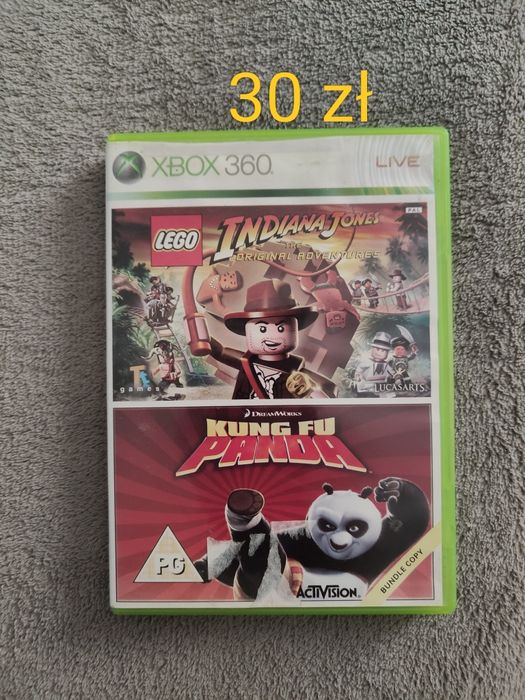 30 zł
XBOX 360
LIVE
PAL
LEGO
INDIANA JONES
THE
ORIGINAL ADVENTURES
TT
games
LUCASARTS
DREAMWORKS
KUNG FU
PANDA
PG
ACTIVISION
BUNDLE COPY